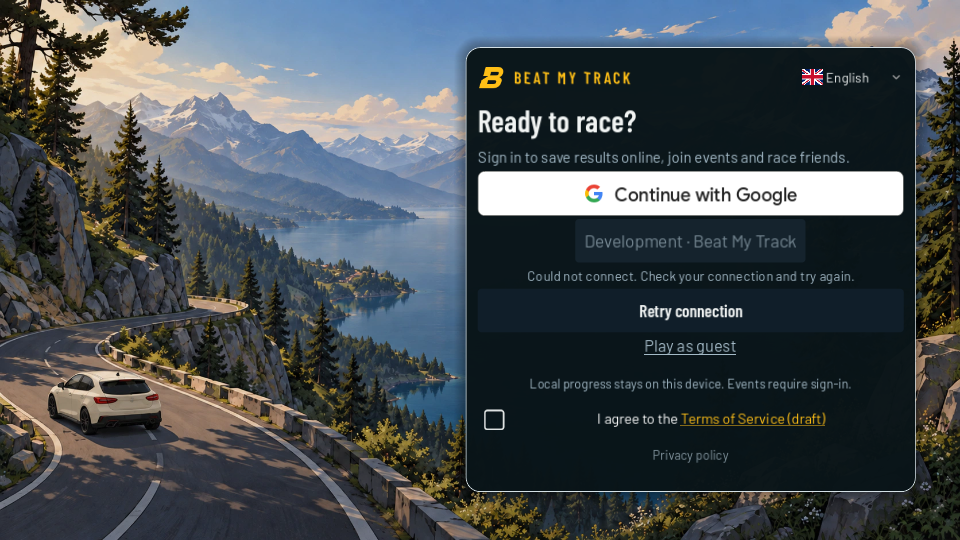 BEAT MY TRACK
English
Ready to race?
Sign in to save results online, join events and race friends.
Continue with Google
Development · Beat My Track
Could not connect. Check your connection and try again.
Retry connection
Play as guest
Local progress stays on this device. Events require sign-in.
I agree to the Terms of Service (draft)
Privacy policy